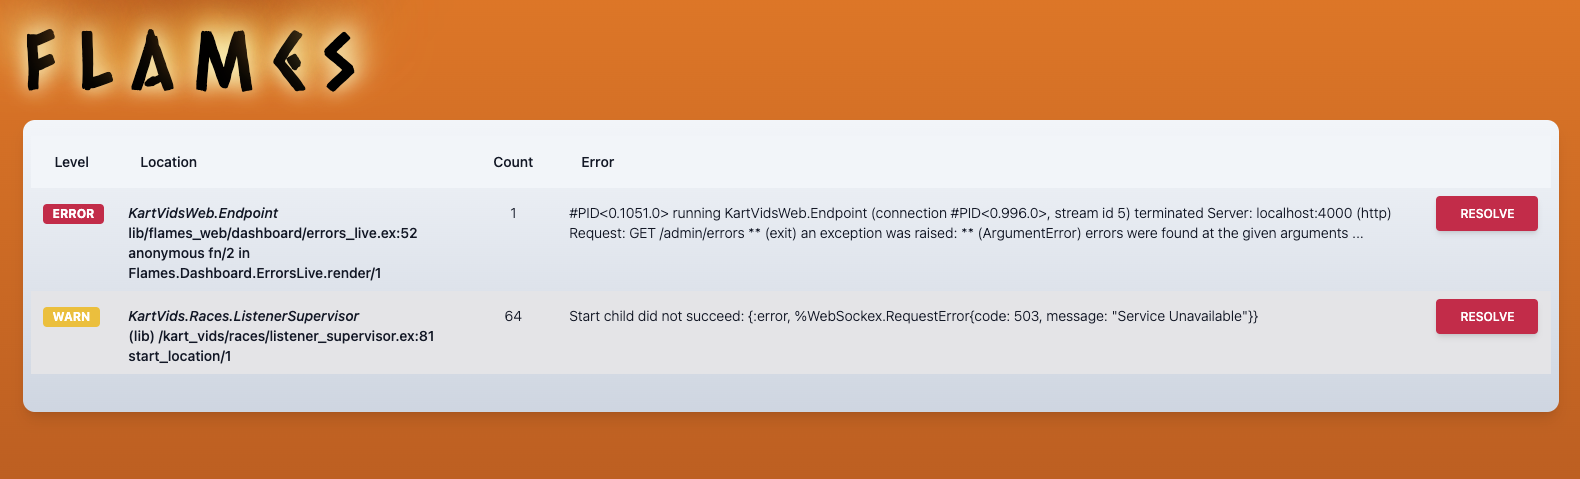 FLAMES
Level Location Count Error
ERROR KartVidsWeb.Endpoint 1 #PID<0.1051.0> running KartVidsWeb.Endpoint (connection #PID<0.996.0>, stream id 5) terminated Server: localhost:4000 (http) RESOLVE
lib/flames_web/dashboard/errors_live.ex:52 Request: GET /admin/errors ** (exit) an exception was raised: ** (ArgumentError) errors were found at the given arguments ...
anonymous fn/2 in
Flames.Dashboard.ErrorsLive.render/1
WARN KartVids.Races.ListenerSupervisor 64 Start child did not succeed: {:error, %WebSockex.RequestError{code: 503, message: "Service Unavailable"}} RESOLVE
(lib) /kart_vids/races/listener_supervisor.ex:81
start_location/1